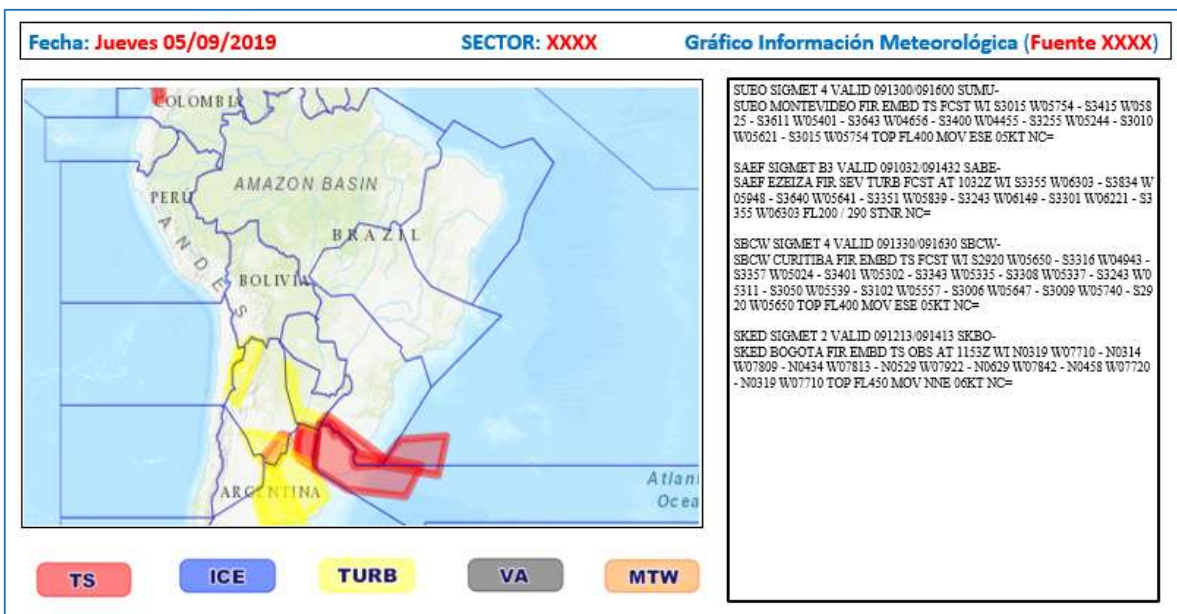 Fecha: Jueves 05/09/2019 SECTOR: XXXX Gráfico Información Meteorológica (Fuente XXXX)
COLOMBIA
PERU
AMAZON BASIN
BRAZIL
ANDES
BOLIVIA
ARGENTINA
Atlan
Ocea
SUEO SIGMET 4 VALID 091300/091600 SUMU-
SUEO MONTEVIDEO FIR EMBD TS FCST WI S3015 W05754 - S3415 W058
25 - S3611 W05401 - S3643 W04656 - S3400 W04455 - S3255 W05244 - S3010
W05621 - S3015 W05754 TOP FL400 MOV ESE 05KT NC=
SAEF SIGMET B3 VALID 091032/091432 SABE-
SAEF EZEIZA FIR SEV TURB FCST AT 1032Z WI S3355 W06303 - S3834 W
05948 - S3640 W05641 - S3351 W05839 - S3243 W06149 - S3301 W06221 - S3
355 W06303 FL200 / 290 STNR NC=
SBCW SIGMET 4 VALID 091330/091630 SBCW-
SBCW CURITIBA FIR EMBD TS FCST WI S2920 W05650 - S3316 W04943 -
S3357 W05024 - S3401 W05302 - S3343 W05335 - S3308 W05337 - S3243 W0
5311 - S3050 W05539 - S3102 W05557 - S3006 W05647 - S3009 W05740 - S29
20 W05650 TOP FL400 MOV ESE 05KT NC=
SKED SIGMET 2 VALID 091213/091413 SKBO-
SKED BOGOTA FIR EMBD TS OBS AT 1153Z WI N0319 W07710 - N0314
W07809 - N0434 W07813 - N0529 W07922 - N0629 W07842 - N0458 W07720
- N0319 W07710 TOP FL450 MOV NNE 06KT NC=
TS ICE TURB VA MTW